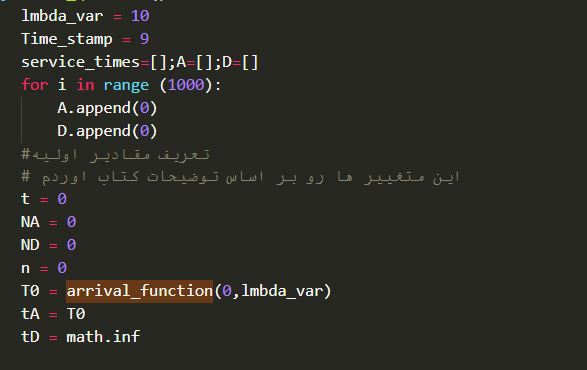 lmbda_var = 10
Time_stamp = 9
service_times=[];A=[];D=[]
for i in range (1000):
    A.append(0)
    D.append(0)
#تعریف مقادیر اولیه
# این متغییر ها رو بر اساس توضیحات کتاب اوردم
t = 0
NA = 0
ND = 0
n = 0
T0 = arrival_function(0,lmbda_var)
tA = T0
tD = math.inf